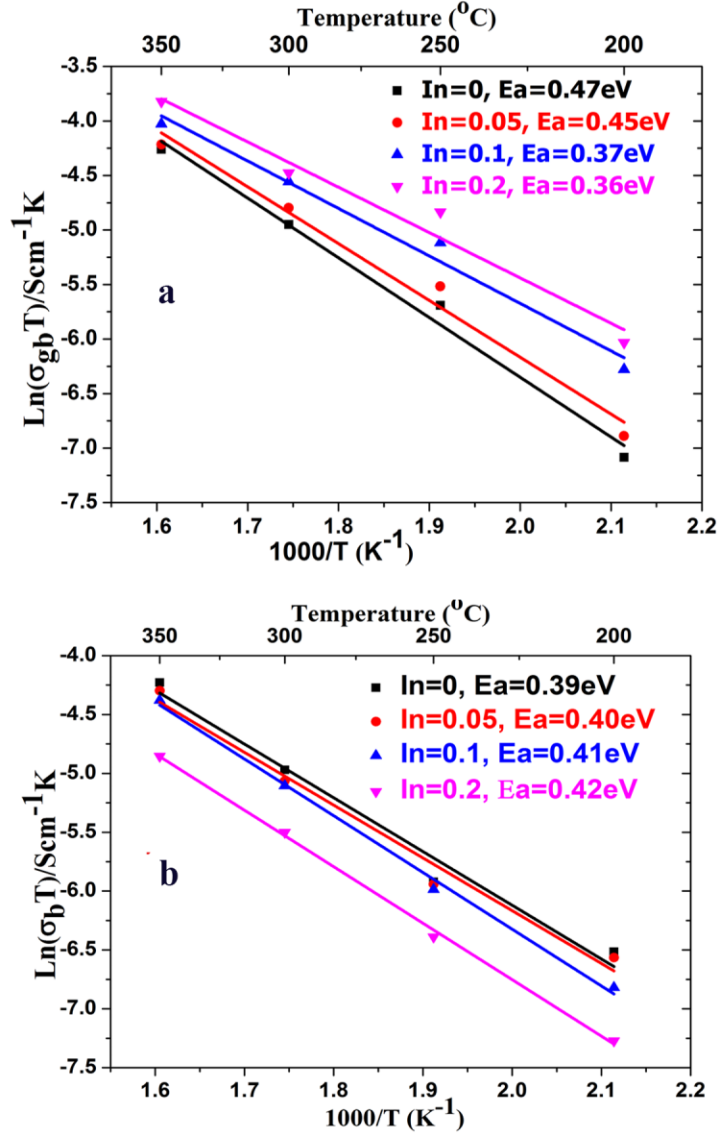 Temperature (°C)
350 300 250 200
-3.5
-4.0
-4.5
-5.0
-5.5
-6.0
-6.5
-7.0
-7.5
Ln(σgbT)/Scm⁻¹K
In=0, Ea=0.47eV
In=0.05, Ea=0.45eV
In=0.1, Ea=0.37eV
In=0.2, Ea=0.36eV
a
1.6 1.7 1.8 1.9 2.0 2.1 2.2
1000/T (K⁻¹)
Temperature (°C)
350 300 250 200
-4.0
-4.5
-5.0
-5.5
-6.0
-6.5
-7.0
-7.5
Ln(σbT)/Scm⁻¹K
In=0, Ea=0.39eV
In=0.05, Ea=0.40eV
In=0.1, Ea=0.41eV
In=0.2, Ea=0.42eV
b
1.6 1.7 1.8 1.9 2.0 2.1 2.2
1000/T (K⁻¹)